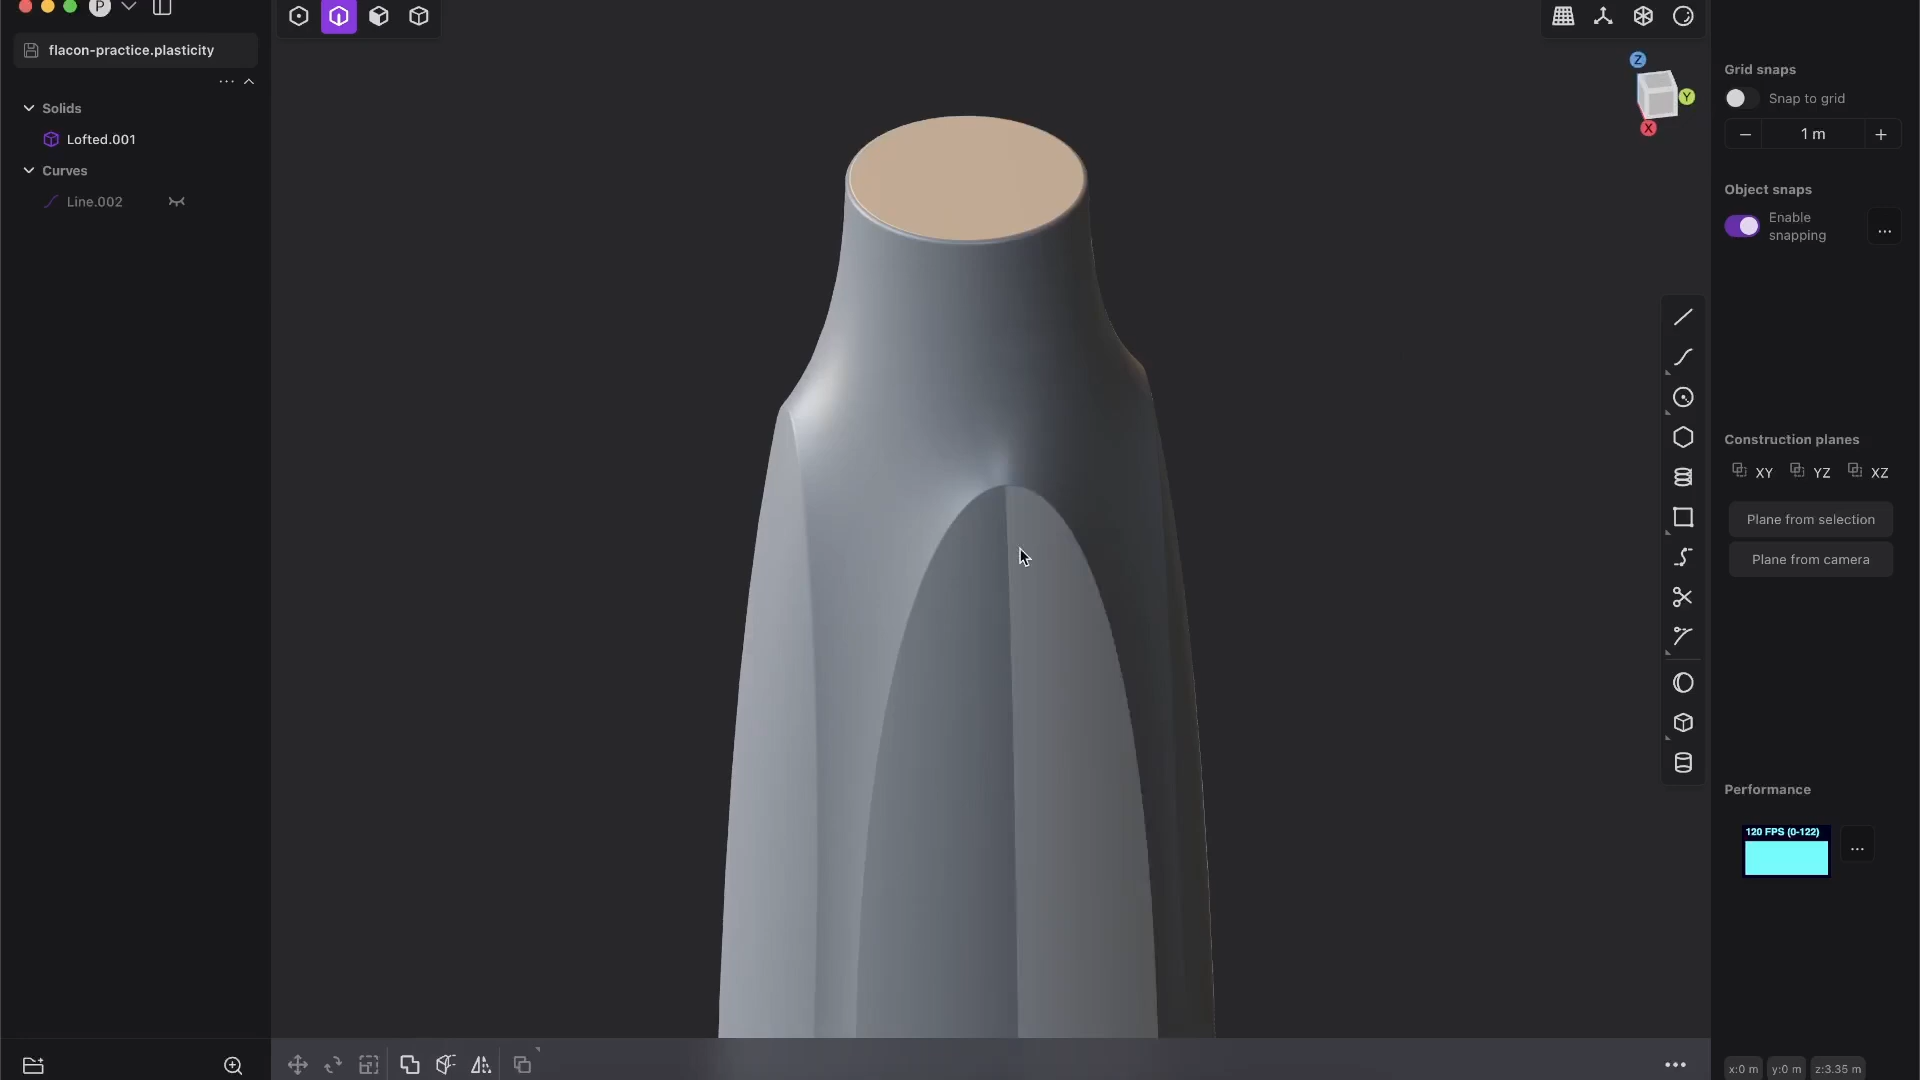 P
flacon-practice.plasticity
Solids
Lofted.001
Curves
Line.002
Z
Y
X
Grid snaps
Snap to grid
1 m
Object snaps
Enable
snapping
Construction planes
XY YZ XZ
Plane from selection
Plane from camera
Performance
120 FPS (0-122)
x:0 m y:0 m z:3.35 m